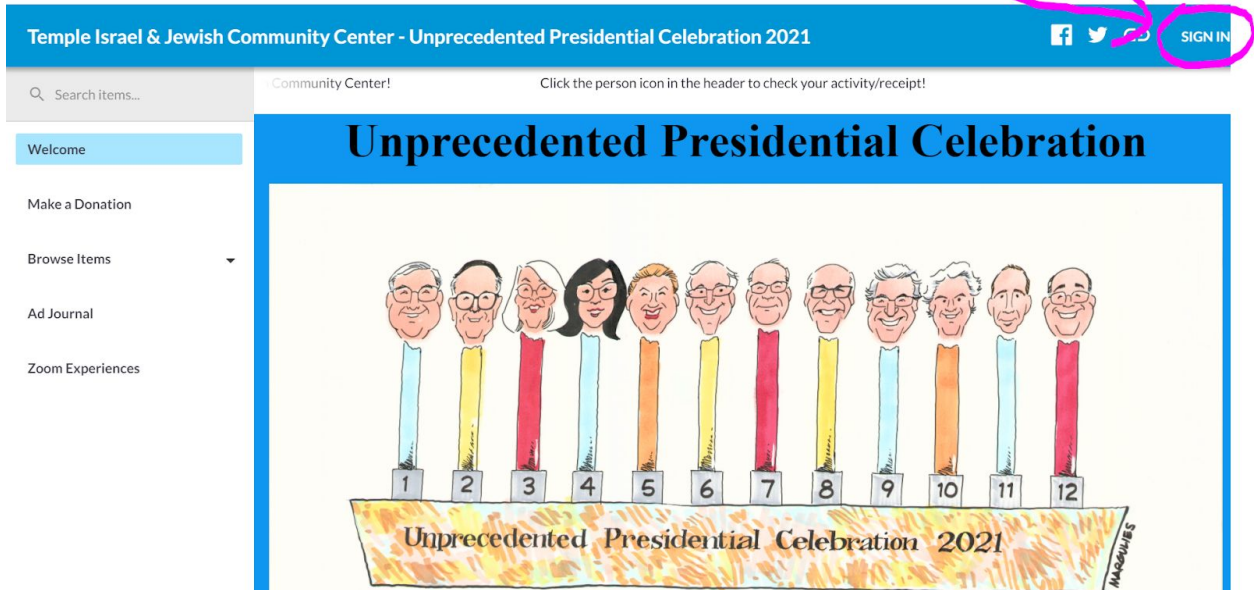 Temple Israel & Jewish Community Center - Unprecedented Presidential Celebration 2021
SIGN IN
Search items...
Community Center!
Click the person icon in the header to check your activity/receipt!
Welcome
Make a Donation
Browse Items
Ad Journal
Zoom Experiences
Unprecedented Presidential Celebration
1 2 3 4 5 6 7 8 9 10 11 12
Unprecedented Presidential Celebration 2021
MARGULIES